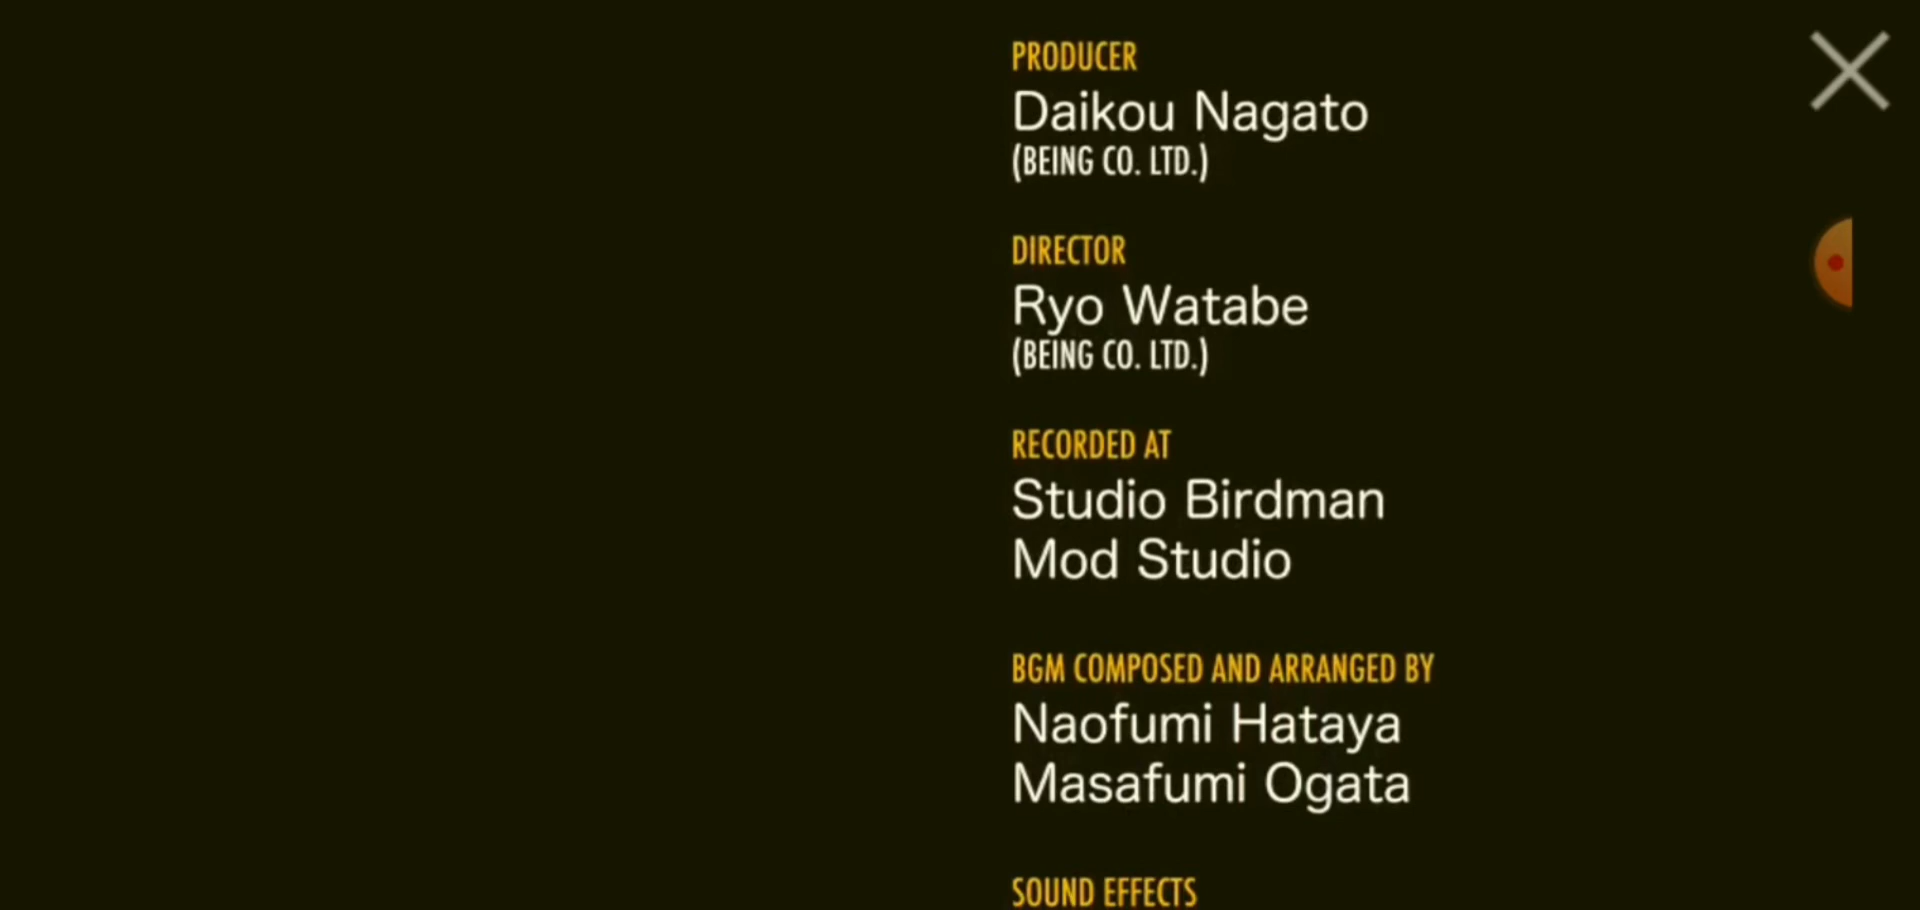 PRODUCER
Daikou Nagato
(BEING CO. LTD.)
DIRECTOR
Ryo Watabe
(BEING CO. LTD.)
RECORDED AT
Studio Birdman
Mod Studio
BGM COMPOSED AND ARRANGED BY
Naofumi Hataya
Masafumi Ogata
SOUND EFFECTS